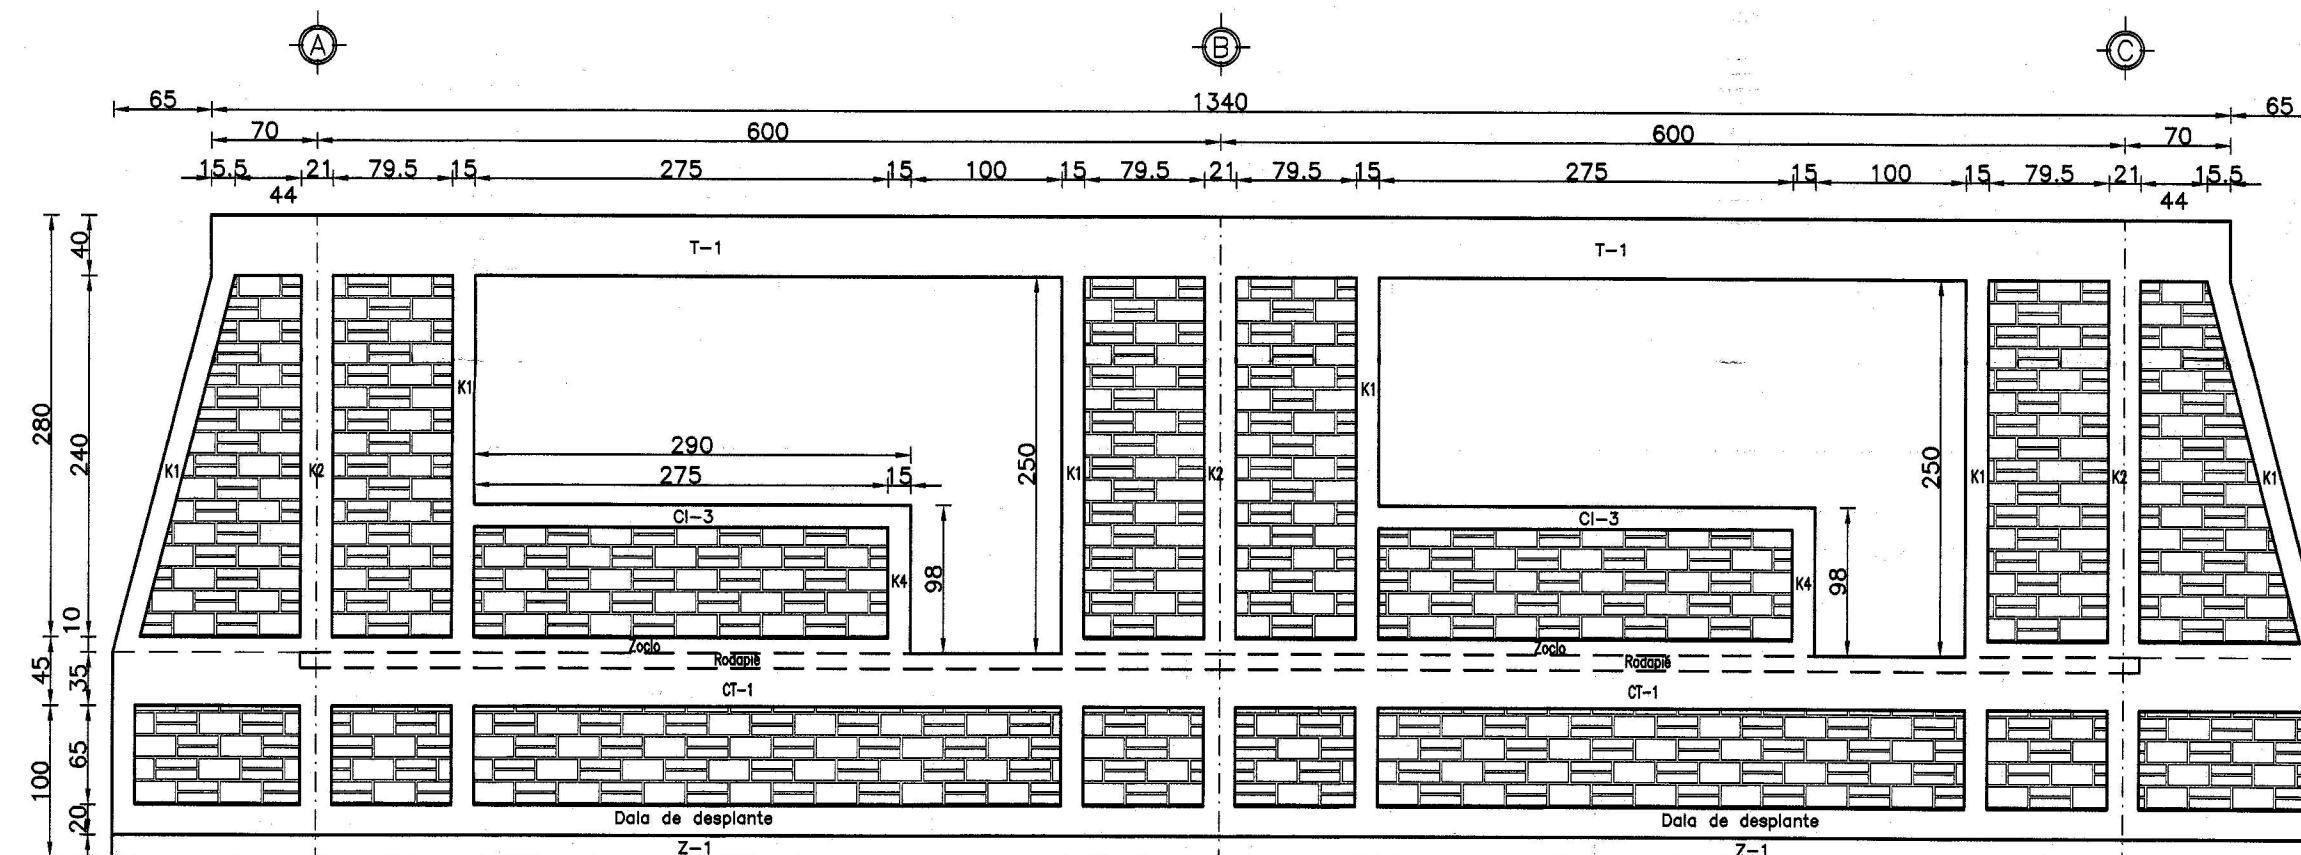 A B C
65 1340 65
70 600 600 70
15.5 21 79.5 15 275 15 100 15 79.5 21 79.5 15 275 15 100 15 79.5 21 15.5
44 44
40
T-1 T-1
280
240
K1 K1
290
250 250
K1 K2 K1 K2 K1 K2 K1
275 15
CI-3 CI-3
K4 98 K4 98
10
Zoclo Zoclo
Rodapié Rodapié
45 35
CT-1 CT-1
100 65
20
Dala de desplante Dala de desplante
Z-1 Z-1